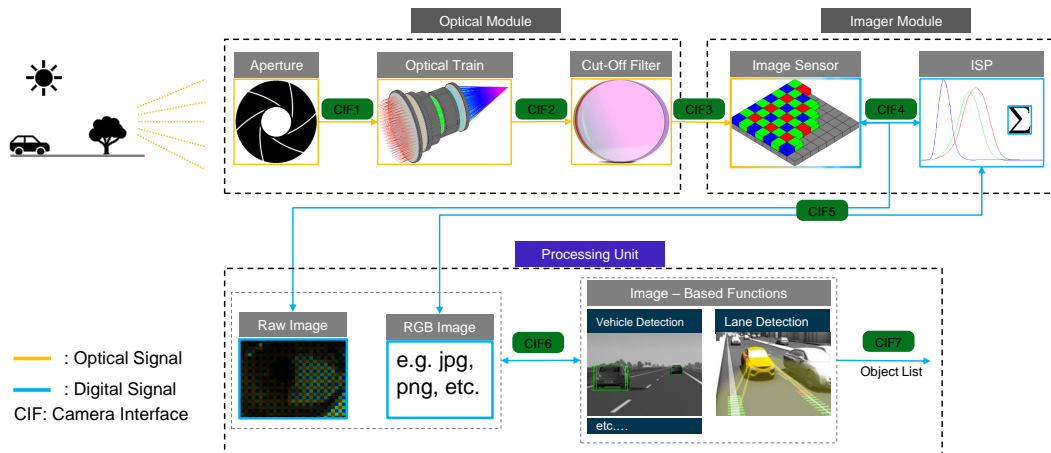 Optical Module
Imager Module
Aperture
Optical Train
Cut-Off Filter
Image Sensor
ISP
CIF1
CIF2
CIF3
CIF4
Σ
CIF5
Processing Unit
Image – Based Functions
Raw Image
RGB Image
Vehicle Detection
Lane Detection
e.g. jpg,
png, etc.
CIF6
CIF7
Object List
etc.…
: Optical Signal
: Digital Signal
CIF: Camera Interface